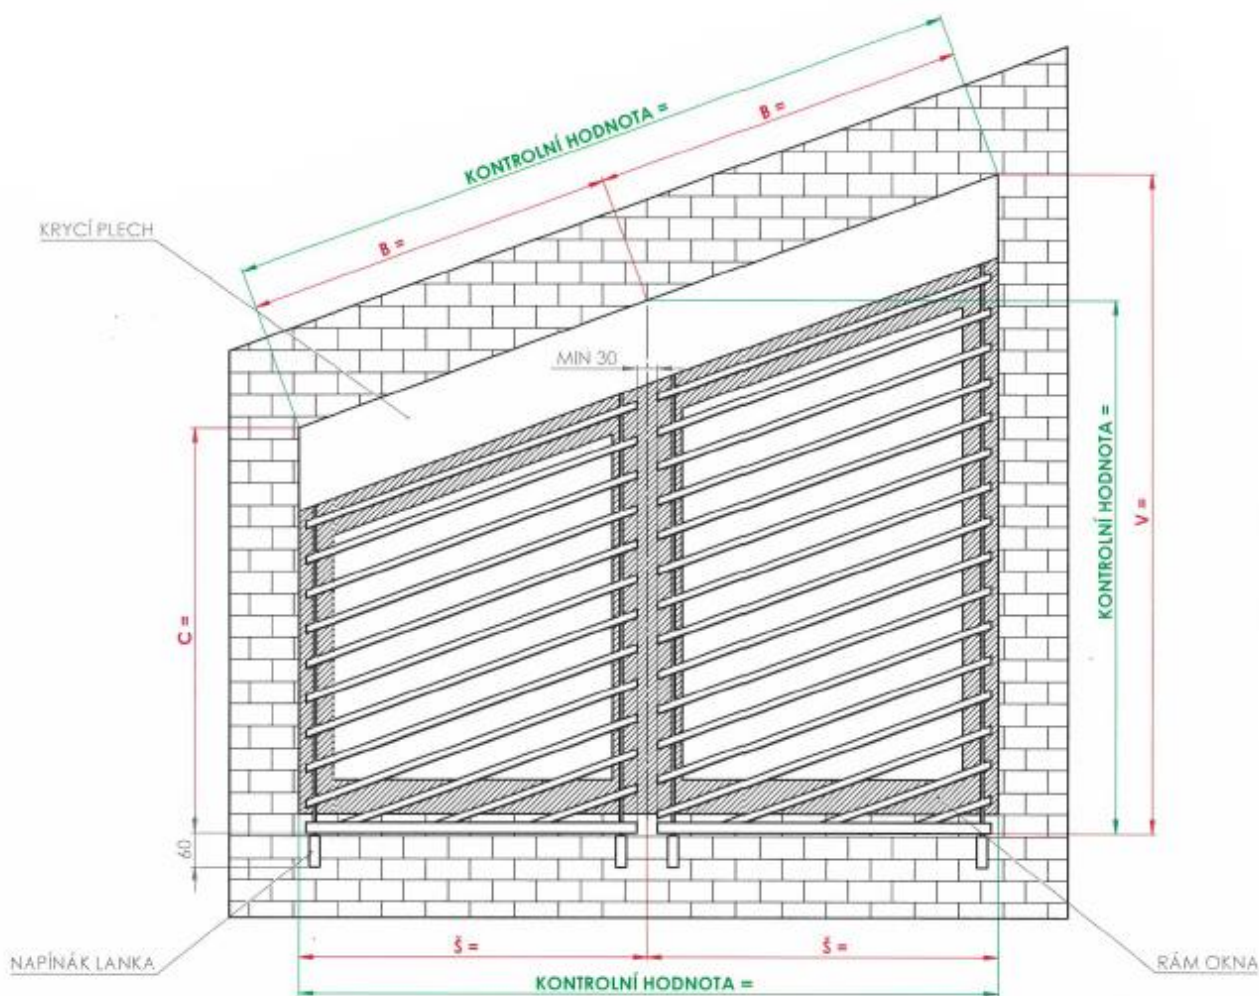 KONTROLNÍ HODNOTA =
B =
B =
KRYCÍ PLECH
MIN 30
KONTROLNÍ HODNOTA =
V =
C =
60
NAPÍNÁK LANKA
Š =
Š =
RÁM OKNA
KONTROLNÍ HODNOTA =